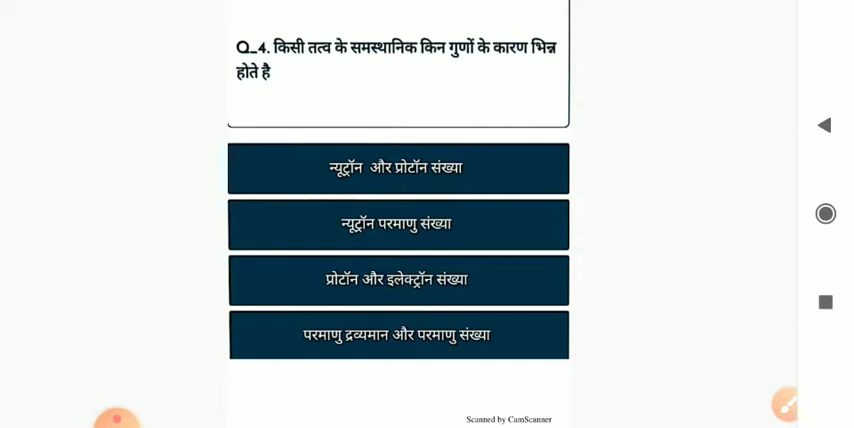 Q_4. किसी तत्व के समस्थानिक किन गुणों के कारण भिन्न
होते है
न्यूट्रॉन और प्रोटॉन संख्या
न्यूट्रॉन परमाणु संख्या
प्रोटॉन और इलेक्ट्रॉन संख्या
परमाणु द्रव्यमान और परमाणु संख्या
Scanned by CamScanner